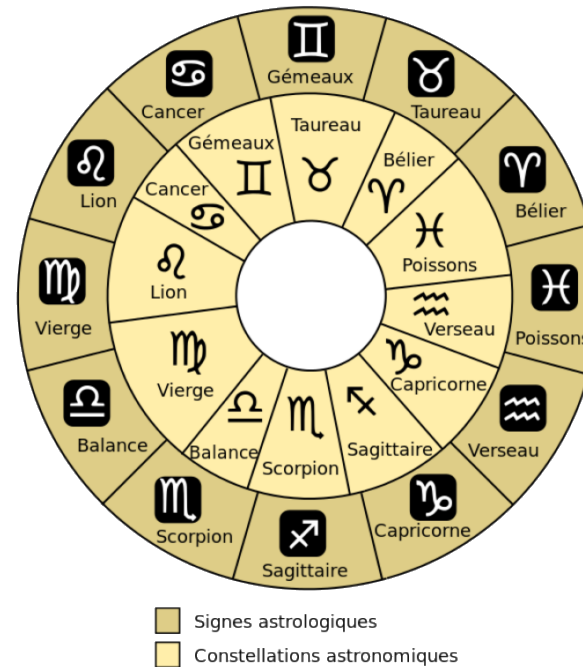 Gémeaux
Taureau
Bélier
Poissons
Verseau
Capricorne
Sagittaire
Scorpion
Balance
Vierge
Lion
Cancer
Taureau
Bélier
Poissons
Verseau
Capricorne
Sagittaire
Scorpion
Balance
Vierge
Lion
Cancer
Gémeaux
Signes astrologiques
Constellations astronomiques